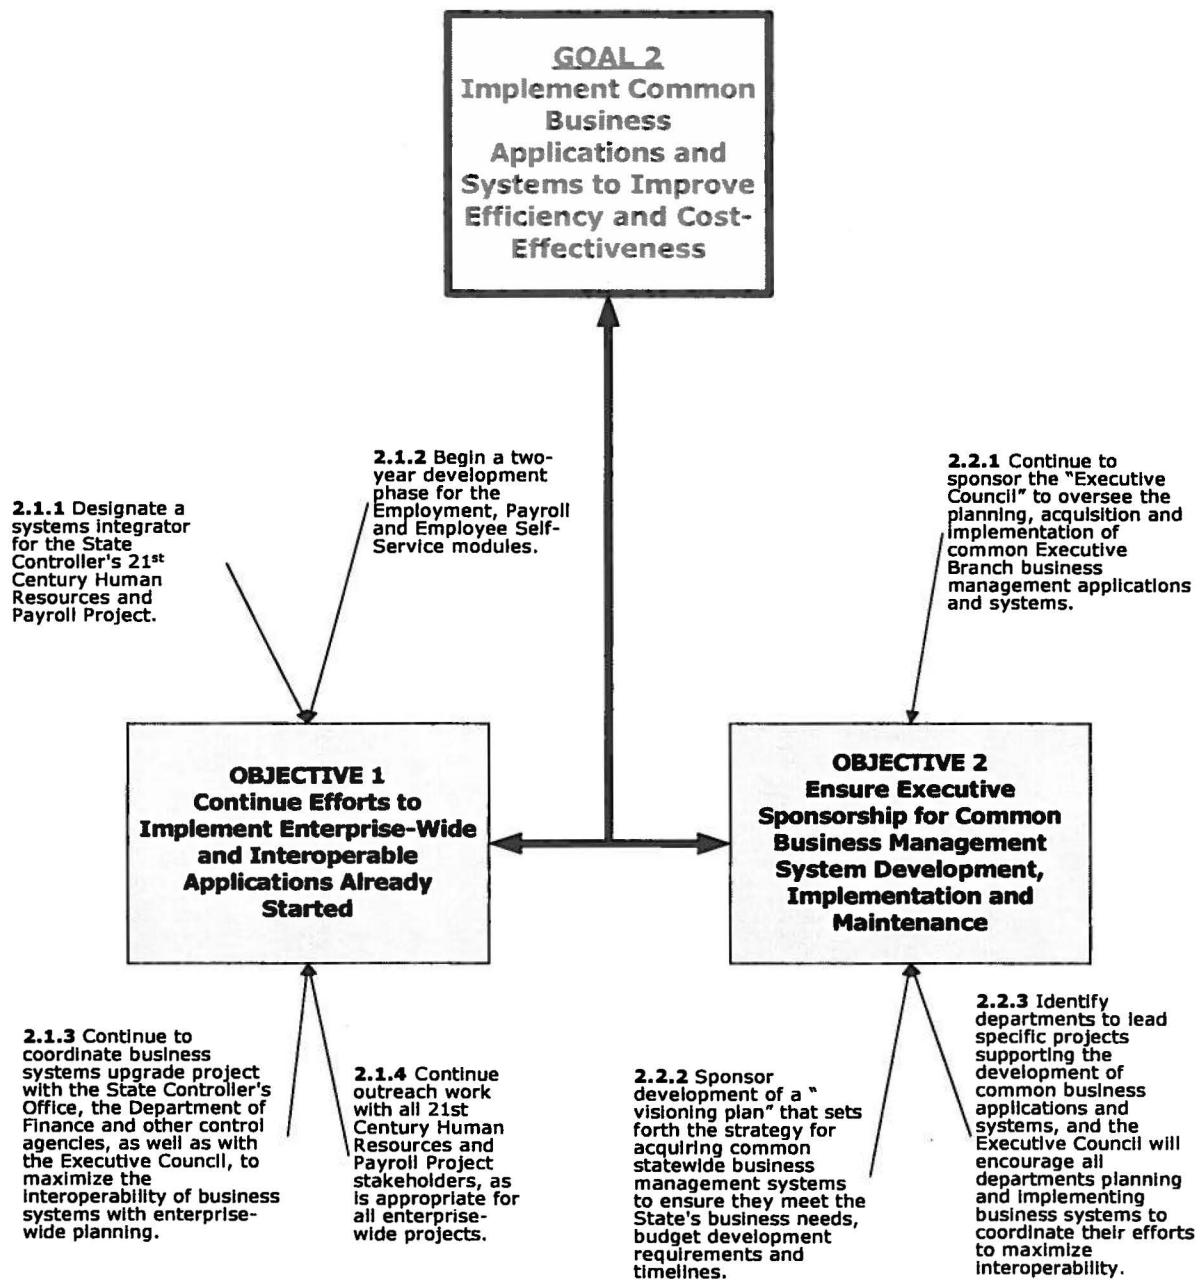 GOAL 2
Implement Common
Business
Applications and
Systems to Improve
Efficiency and Cost-
Effectiveness
2.1.1 Designate a
systems integrator
for the State
Controller's 21st
Century Human
Resources and
Payroll Project.
2.1.2 Begin a two-
year development
phase for the
Employment, Payroll
and Employee Self-
Service modules.
2.2.1 Continue to
sponsor the "Executive
Council" to oversee the
planning, acquisition and
implementation of
common Executive
Branch business
management applications
and systems.
OBJECTIVE 1
Continue Efforts to
Implement Enterprise-Wide
and Interoperable
Applications Already
Started
OBJECTIVE 2
Ensure Executive
Sponsorship for Common
Business Management
System Development,
Implementation and
Maintenance
2.1.3 Continue to
coordinate business
systems upgrade project
with the State Controller's
Office, the Department of
Finance and other control
agencies, as well as with
the Executive Council, to
maximize the
interoperability of business
systems with enterprise-
wide planning.
2.1.4 Continue
outreach work
with all 21st
Century Human
Resources and
Payroll Project
stakeholders, as
is appropriate for
all enterprise-
wide projects.
2.2.2 Sponsor
development of a "
visioning plan" that sets
forth the strategy for
acquiring common
statewide business
management systems
to ensure they meet the
State's business needs,
budget development
requirements and
timelines.
2.2.3 Identify
departments to lead
specific projects
supporting the
development of
common business
applications and
systems, and the
Executive Council will
encourage all
departments planning
and implementing
business systems to
coordinate their efforts
to maximize
interoperability.